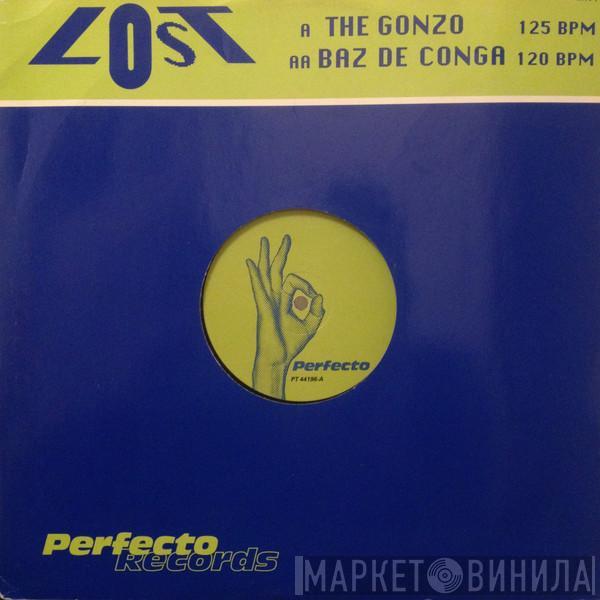 LOST
A THE GONZO 125 BPM
AA BAZ DE CONGA 120 BPM
Perfecto
PT 44196-A
Perfecto
Records
МАРКЕТ ВИНИЛА